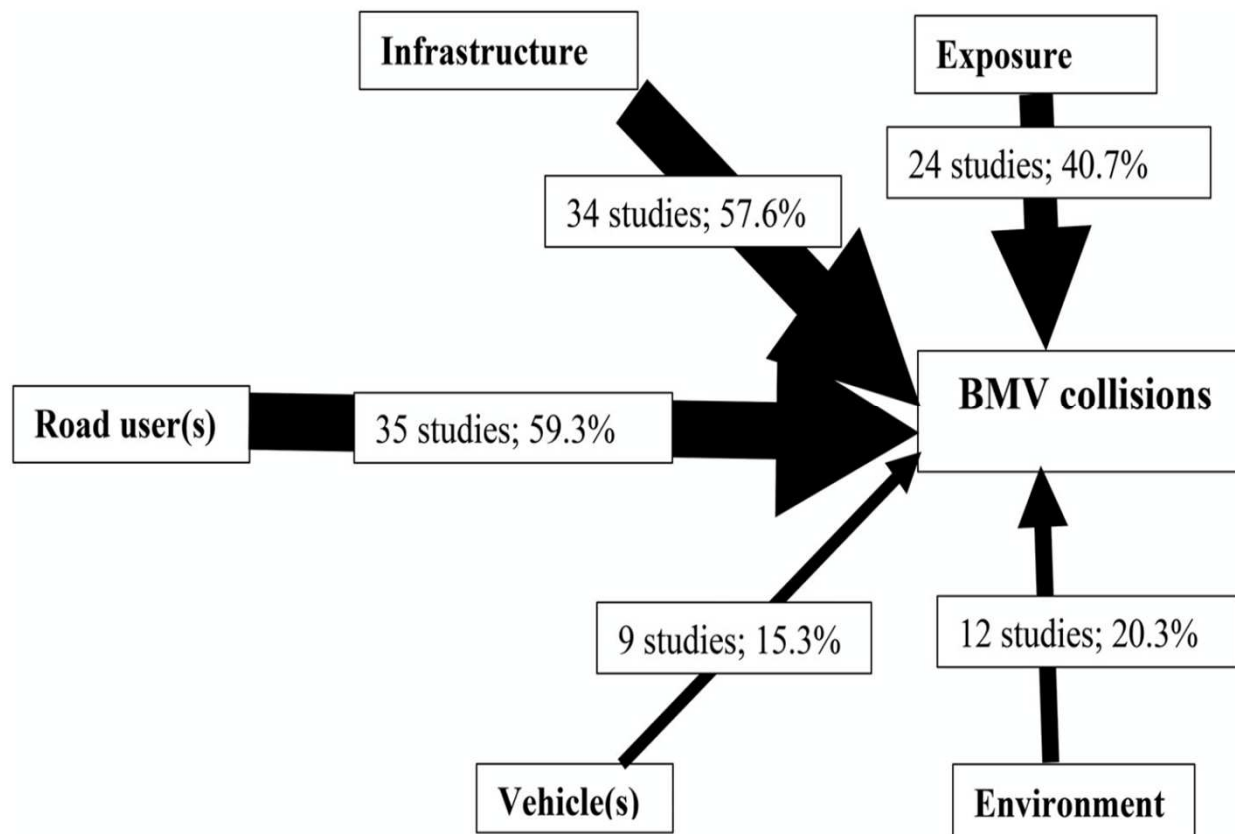 Infrastructure
Exposure
24 studies; 40.7%
34 studies; 57.6%
BMV collisions
Road user(s)
35 studies; 59.3%
9 studies; 15.3%
12 studies; 20.3%
Vehicle(s)
Environment